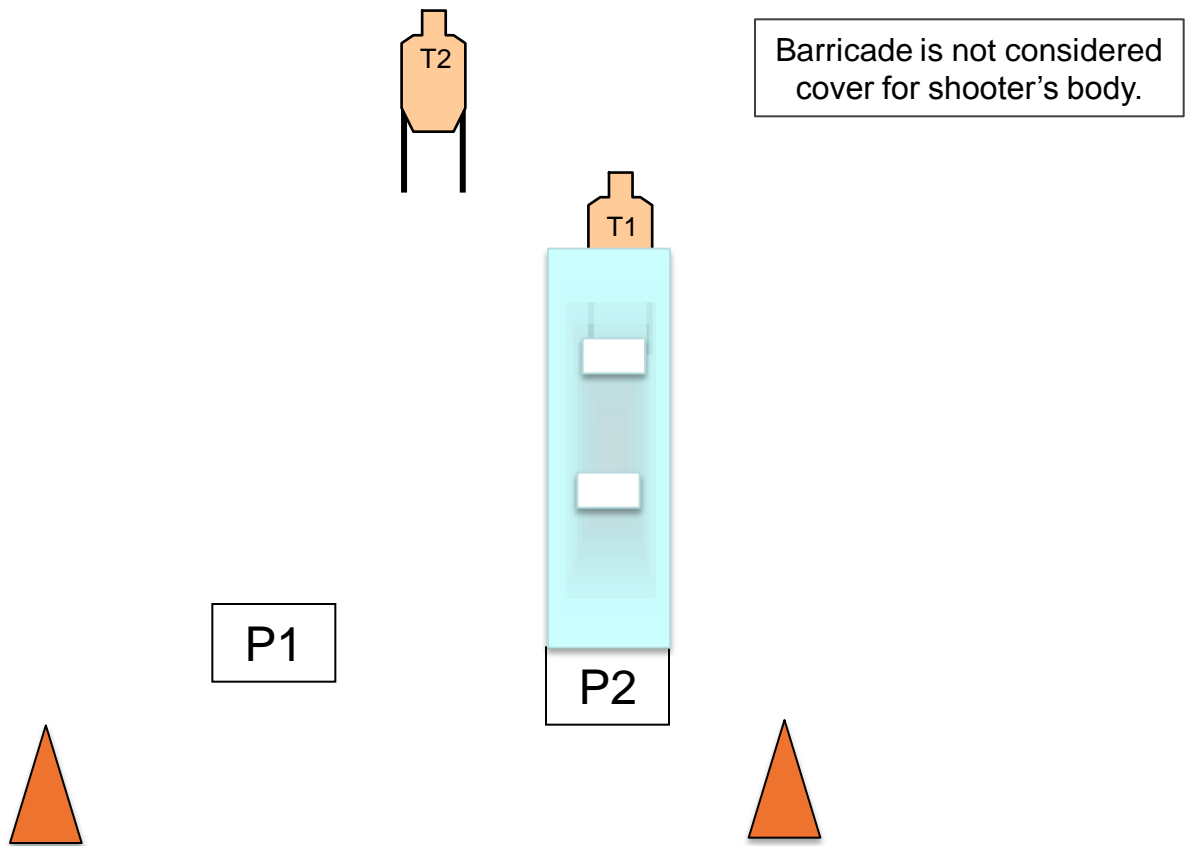 T2
Barricade is not considered
cover for shooter’s body.
T1
P1
P2